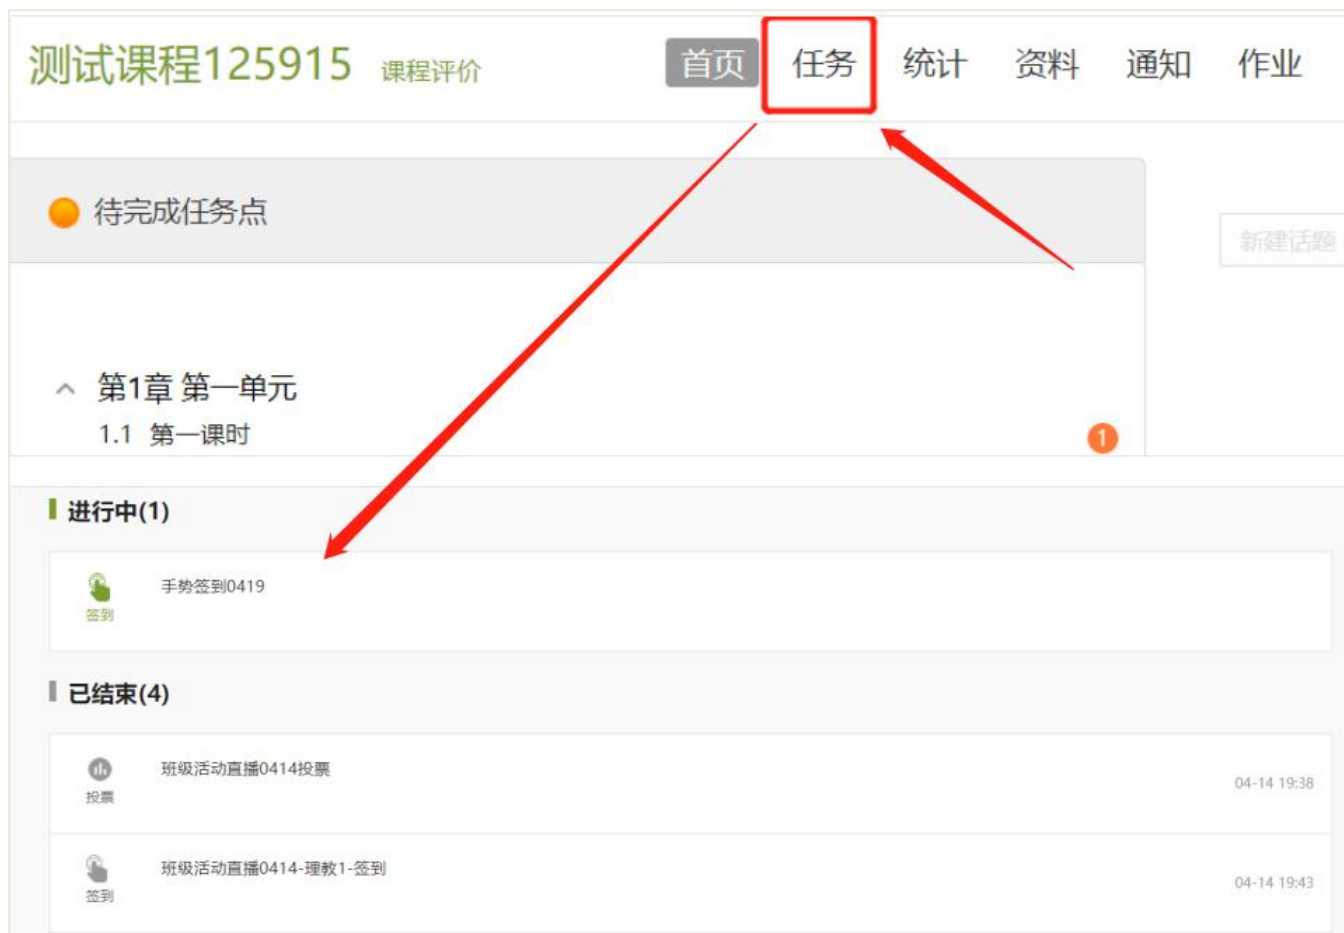 测试课程125915 课程评价 首页 任务 统计 资料 通知 作业
待完成任务点
新建话题
第1章 第一单元
1.1 第一课时
1
进行中(1)
手势签到0419
签到
已结束(4)
班级活动直播0414投票
投票
04-14 19:38
班级活动直播0414-理教1-签到
签到
04-14 19:43